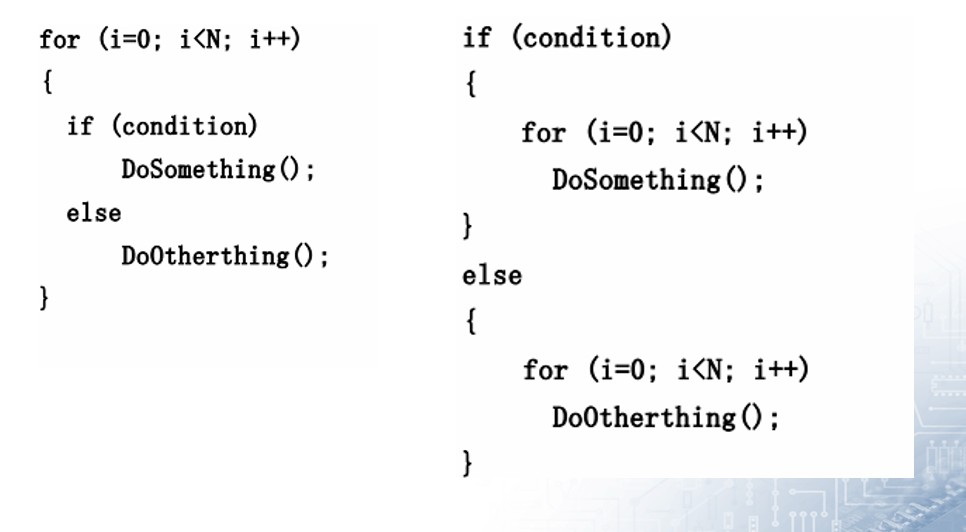 for (i=0; i<N; i++)
{
  if (condition)
      DoSomething();
  else
      DoOtherthing();
}
if (condition)
{
    for (i=0; i<N; i++)
      DoSomething();
}
else
{
    for (i=0; i<N; i++)
      DoOtherthing();
}